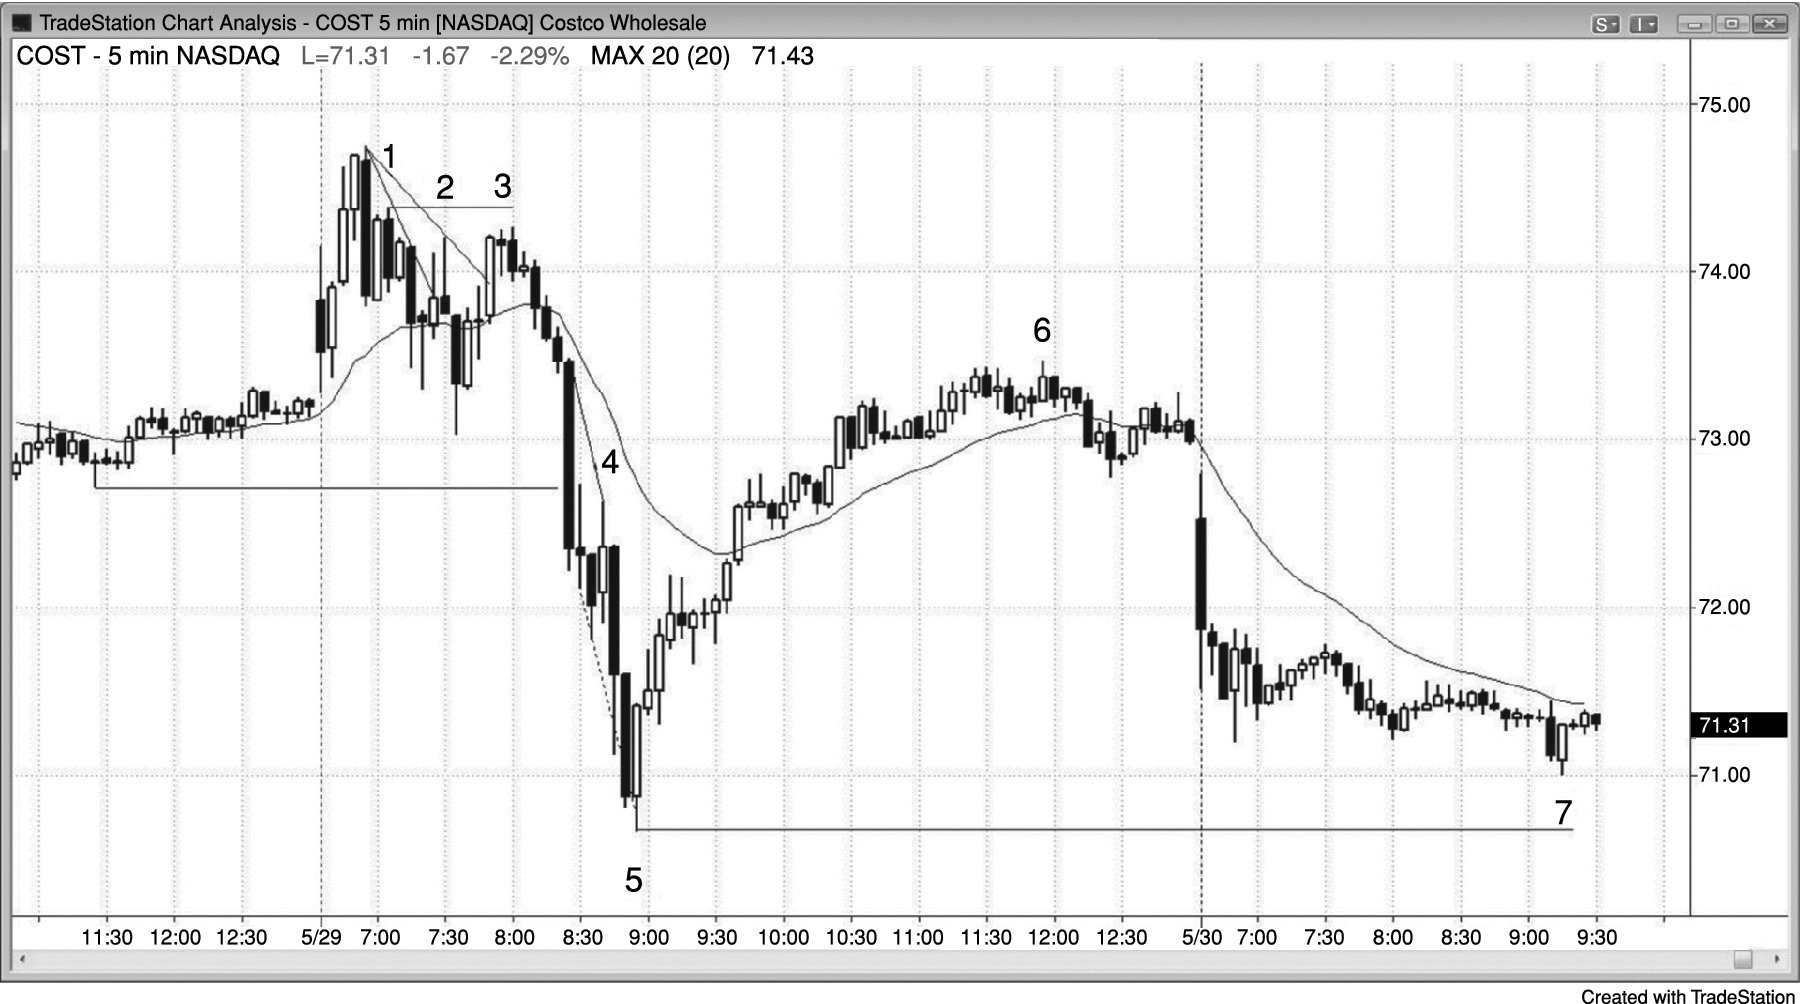 TradeStation Chart Analysis - COST 5 min [NASDAQ] Costco Wholesale
S
I
COST - 5 min NASDAQ L=71.31 -1.67 -2.29% MAX 20 (20) 71.43
75.00
74.00
73.00
72.00
71.31
71.00
1
2
3
4
5
6
7
11:30 12:00 12:30 5/29 7:00 7:30 8:00 8:30 9:00 9:30 10:00 10:30 11:00 11:30 12:00 12:30 5/30 7:00 7:30 8:00 8:30 9:00 9:30
Created with TradeStation